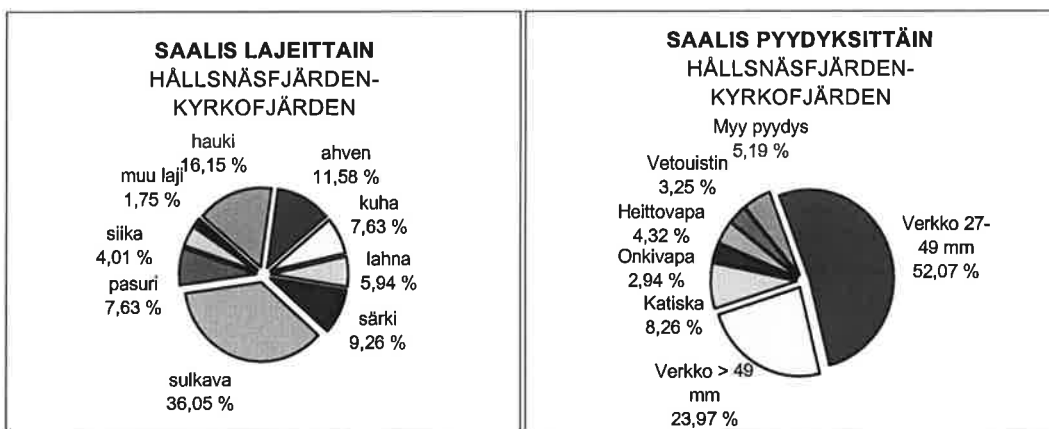 SAALIS LAJEITTAIN
HÅLLSNÄSFJÄRDEN-
KYRKOFJÄRDEN
hauki
16,15 %
ahven
11,58 %
muu laji
1,75 %
kuha
7,63 %
siika
4,01 %
lahna
5,94 %
pasuri
7,63 %
särki
9,26 %
sulkava
36,05 %
SAALIS PYYDYKSITTÄIN
HÅLLSNÄSFJÄRDEN-
KYRKOFJÄRDEN
Myy pyydys
5,19 %
Vetouistin
3,25 %
Heittovapa
4,32 %
Verkko 27-
49 mm
52,07 %
Onkivapa
2,94 %
Katiska
8,26 %
Verkko > 49
mm
23,97 %